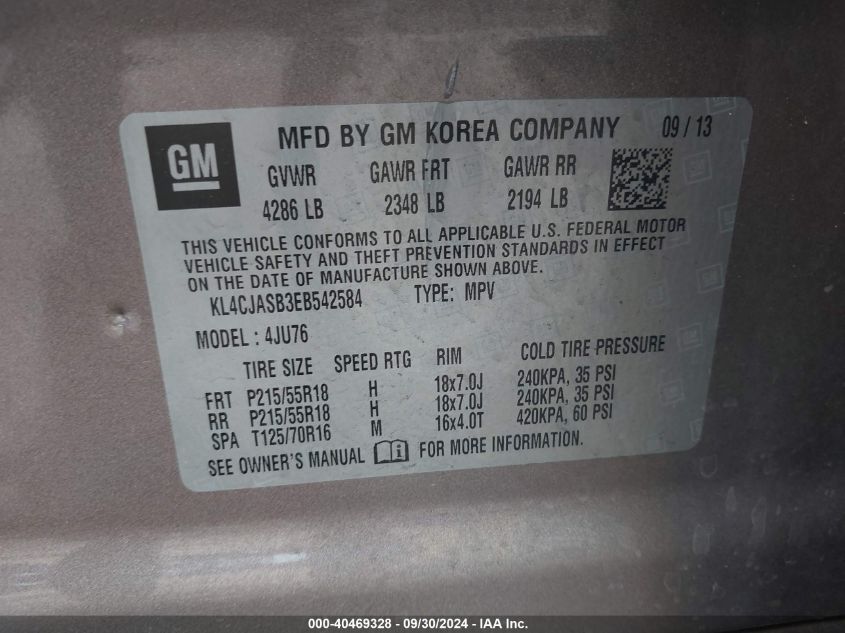 GM
MFD BY GM KOREA COMPANY 09 / 13
GVWR GAWR FRT GAWR RR
4286 LB 2348 LB 2194 LB
THIS VEHICLE CONFORMS TO ALL APPLICABLE U.S. FEDERAL MOTOR
VEHICLE SAFETY AND THEFT PREVENTION STANDARDS IN EFFECT
ON THE DATE OF MANUFACTURE SHOWN ABOVE.
KL4CJASB3EB542584 TYPE: MPV
MODEL : 4JU76
TIRE SIZE SPEED RTG RIM COLD TIRE PRESSURE
FRT P215/55R18 H 18x7.0J 240KPA, 35 PSI
RR P215/55R18 H 18x7.0J 240KPA, 35 PSI
SPA T125/70R16 M 16x4.0T 420KPA, 60 PSI
SEE OWNER'S MANUAL FOR MORE INFORMATION.
000-40469328 - 09/30/2024 - IAA Inc.